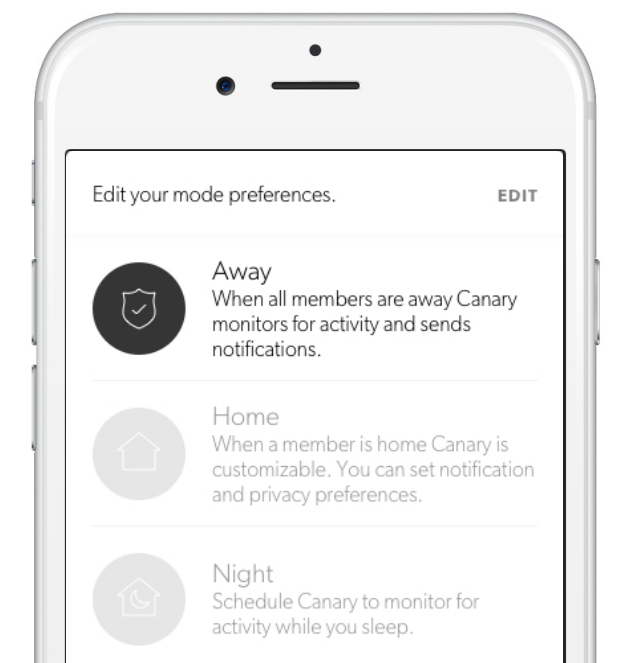 Edit your mode preferences.
EDIT
Away
When all members are away Canary
monitors for activity and sends
notifications.
Home
When a member is home Canary is
customizable. You can set notification
and privacy preferences.
Night
Schedule Canary to monitor for
activity while you sleep.